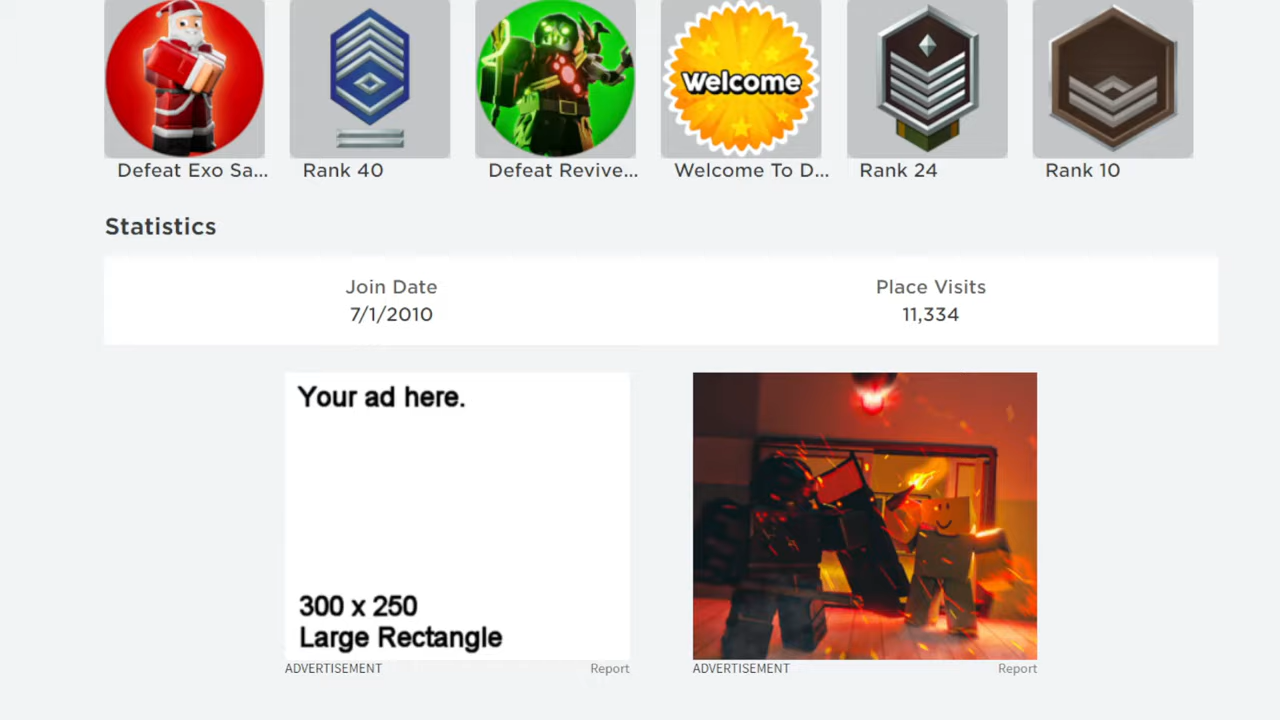 Welcome
Defeat Exo Sa...
Rank 40
Defeat Revive...
Welcome To D...
Rank 24
Rank 10
Statistics
Join Date
Place Visits
7/1/2010
11,334
Your ad here.
300 x 250
Large Rectangle
ADVERTISEMENT
Report
ADVERTISEMENT
Report